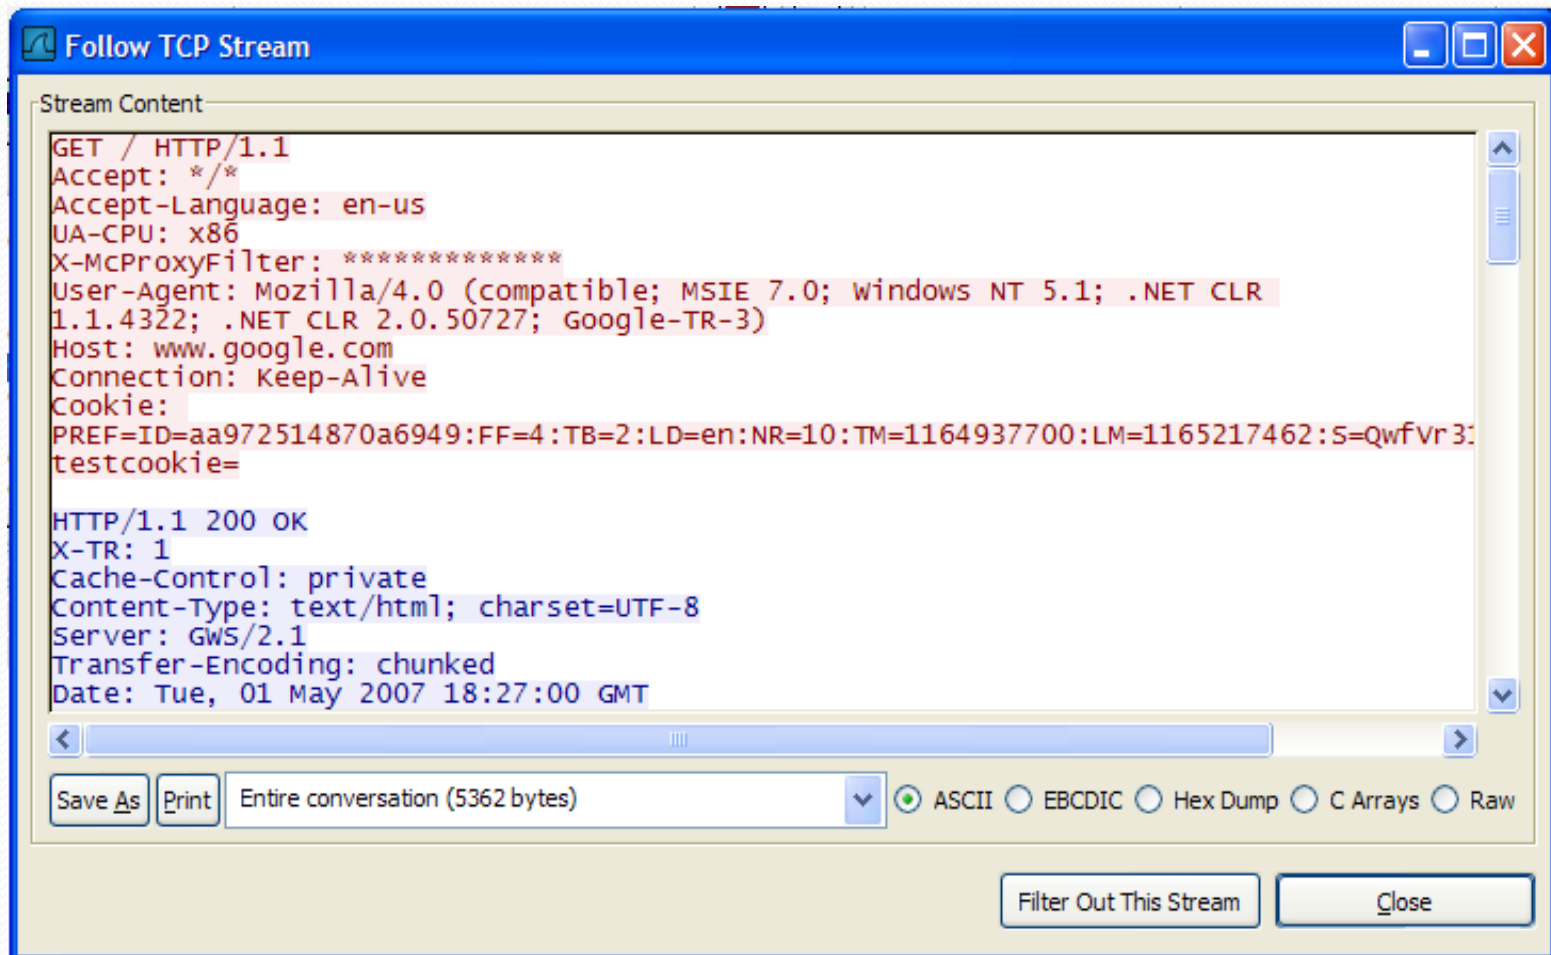 Follow TCP Stream
Stream Content
GET / HTTP/1.1
Accept: */*
Accept-Language: en-us
UA-CPU: x86
X-McProxyFilter: *************
User-Agent: Mozilla/4.0 (compatible; MSIE 7.0; Windows NT 5.1; .NET CLR
1.1.4322; .NET CLR 2.0.50727; Google-TR-3)
Host: www.google.com
Connection: Keep-Alive
Cookie:
PREF=ID=aa972514870a6949:FF=4:TB=2:LD=en:NR=10:TM=1164937700:LM=1165217462:S=QwfVr31
testcookie=
HTTP/1.1 200 OK
X-TR: 1
Cache-Control: private
Content-Type: text/html; charset=UTF-8
Server: GWS/2.1
Transfer-Encoding: chunked
Date: Tue, 01 May 2007 18:27:00 GMT
Save As Print Entire conversation (5362 bytes) ASCII EBCDIC Hex Dump C Arrays Raw
Filter Out This Stream Close